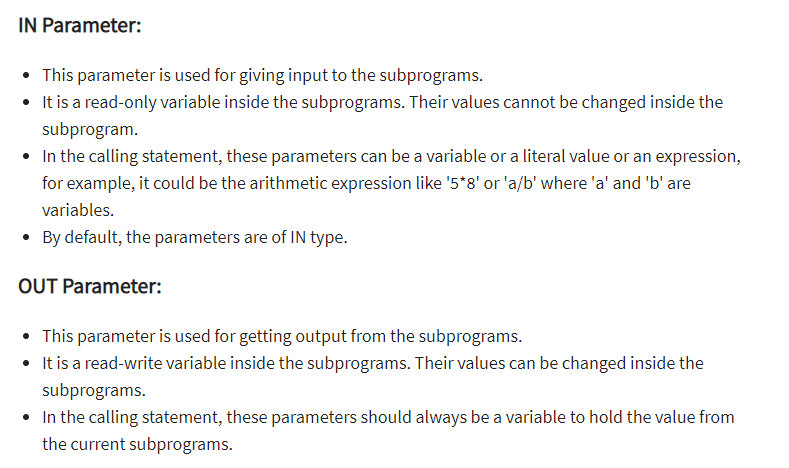 IN Parameter:
• This parameter is used for giving input to the subprograms.
• It is a read-only variable inside the subprograms. Their values cannot be changed inside the
subprogram.
• In the calling statement, these parameters can be a variable or a literal value or an expression,
for example, it could be the arithmetic expression like '5*8' or 'a/b' where 'a' and 'b' are
variables.
• By default, the parameters are of IN type.
OUT Parameter:
• This parameter is used for getting output from the subprograms.
• It is a read-write variable inside the subprograms. Their values can be changed inside the
subprograms.
• In the calling statement, these parameters should always be a variable to hold the value from
the current subprograms.